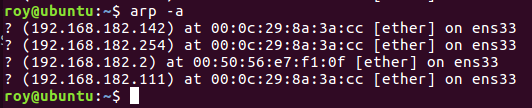 roy@ubuntu:~$ arp -a
? (192.168.182.142) at 00:0c:29:8a:3a:cc [ether] on ens33
? (192.168.182.254) at 00:0c:29:8a:3a:cc [ether] on ens33
? (192.168.182.2) at 00:50:56:e7:f1:0f [ether] on ens33
? (192.168.182.111) at 00:0c:29:8a:3a:cc [ether] on ens33
roy@ubuntu:~$